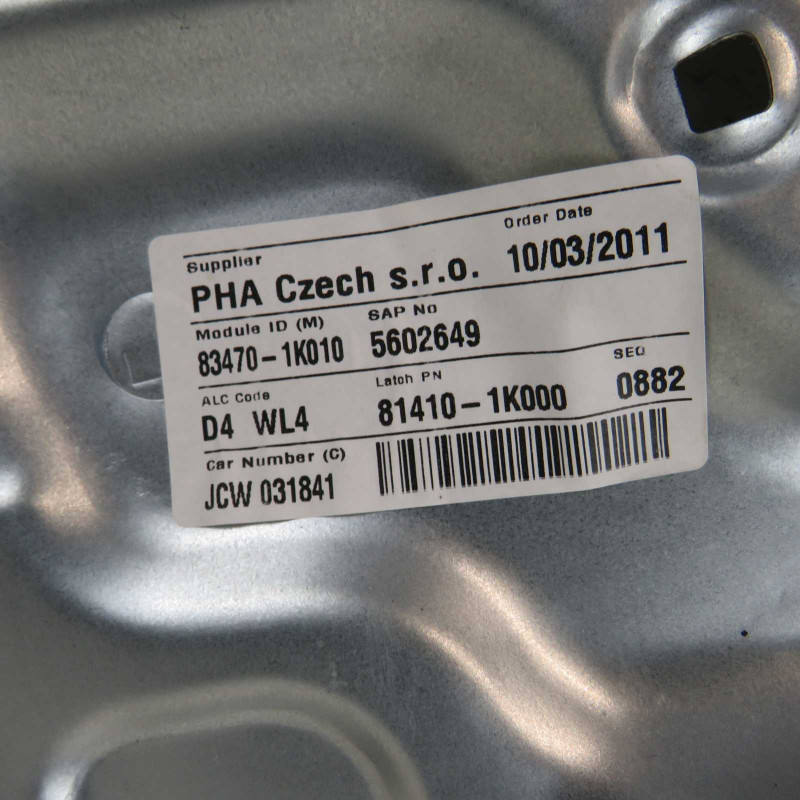 Supplier Order Date
PHA Czech s.r.o. 10/03/2011
Module ID (M) SAP No
83470-1K010 5602649
ALC Code Latch PN SEQ
D4 WL4 81410-1K000 0882
Car Number (C)
JCW 031841